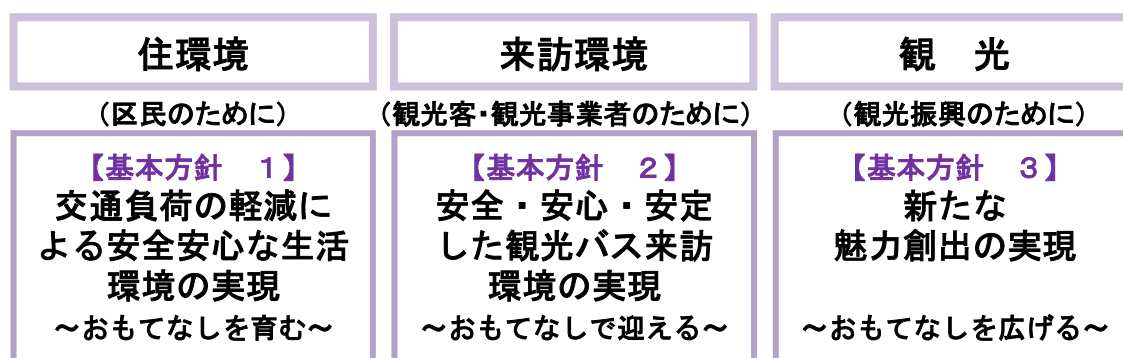 住環境
（区民のために）
【基本方針　１】
交通負荷の軽減に
よる安全安心な生活
環境の実現
～おもてなしを育む～
来訪環境
（観光客・観光事業者のために）
【基本方針　２】
安全・安心・安定
した観光バス来訪
環境の実現
～おもてなしで迎える～
観　光
（観光振興のために）
【基本方針　３】
新たな
魅力創出の実現
～おもてなしを広げる～